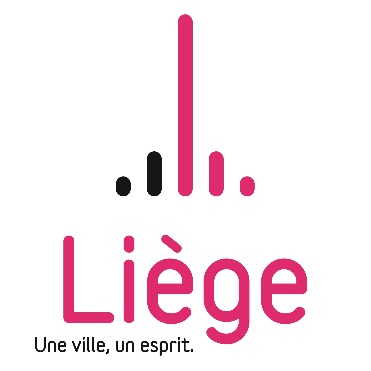 Liège
Une ville, un esprit.